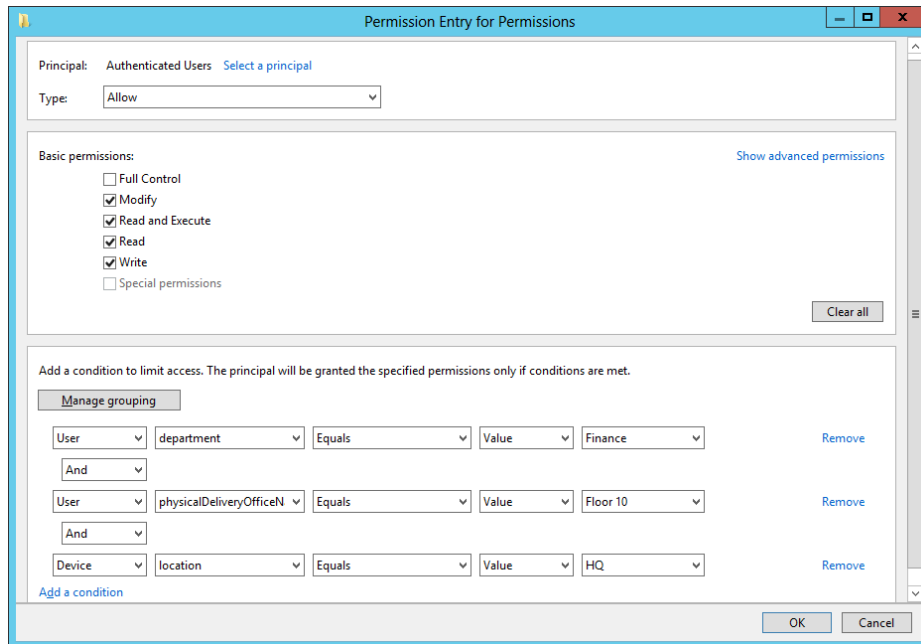 Permission Entry for Permissions
Principal: Authenticated Users Select a principal
Type: Allow
Basic permissions: Show advanced permissions
Full Control
Modify
Read and Execute
Read
Write
Special permissions
Clear all
Add a condition to limit access. The principal will be granted the specified permissions only if conditions are met.
Manage grouping
User department Equals Value Finance Remove
And
User physicalDeliveryOfficeN Equals Value Floor 10 Remove
And
Device location Equals Value HQ Remove
Add a condition
OK Cancel